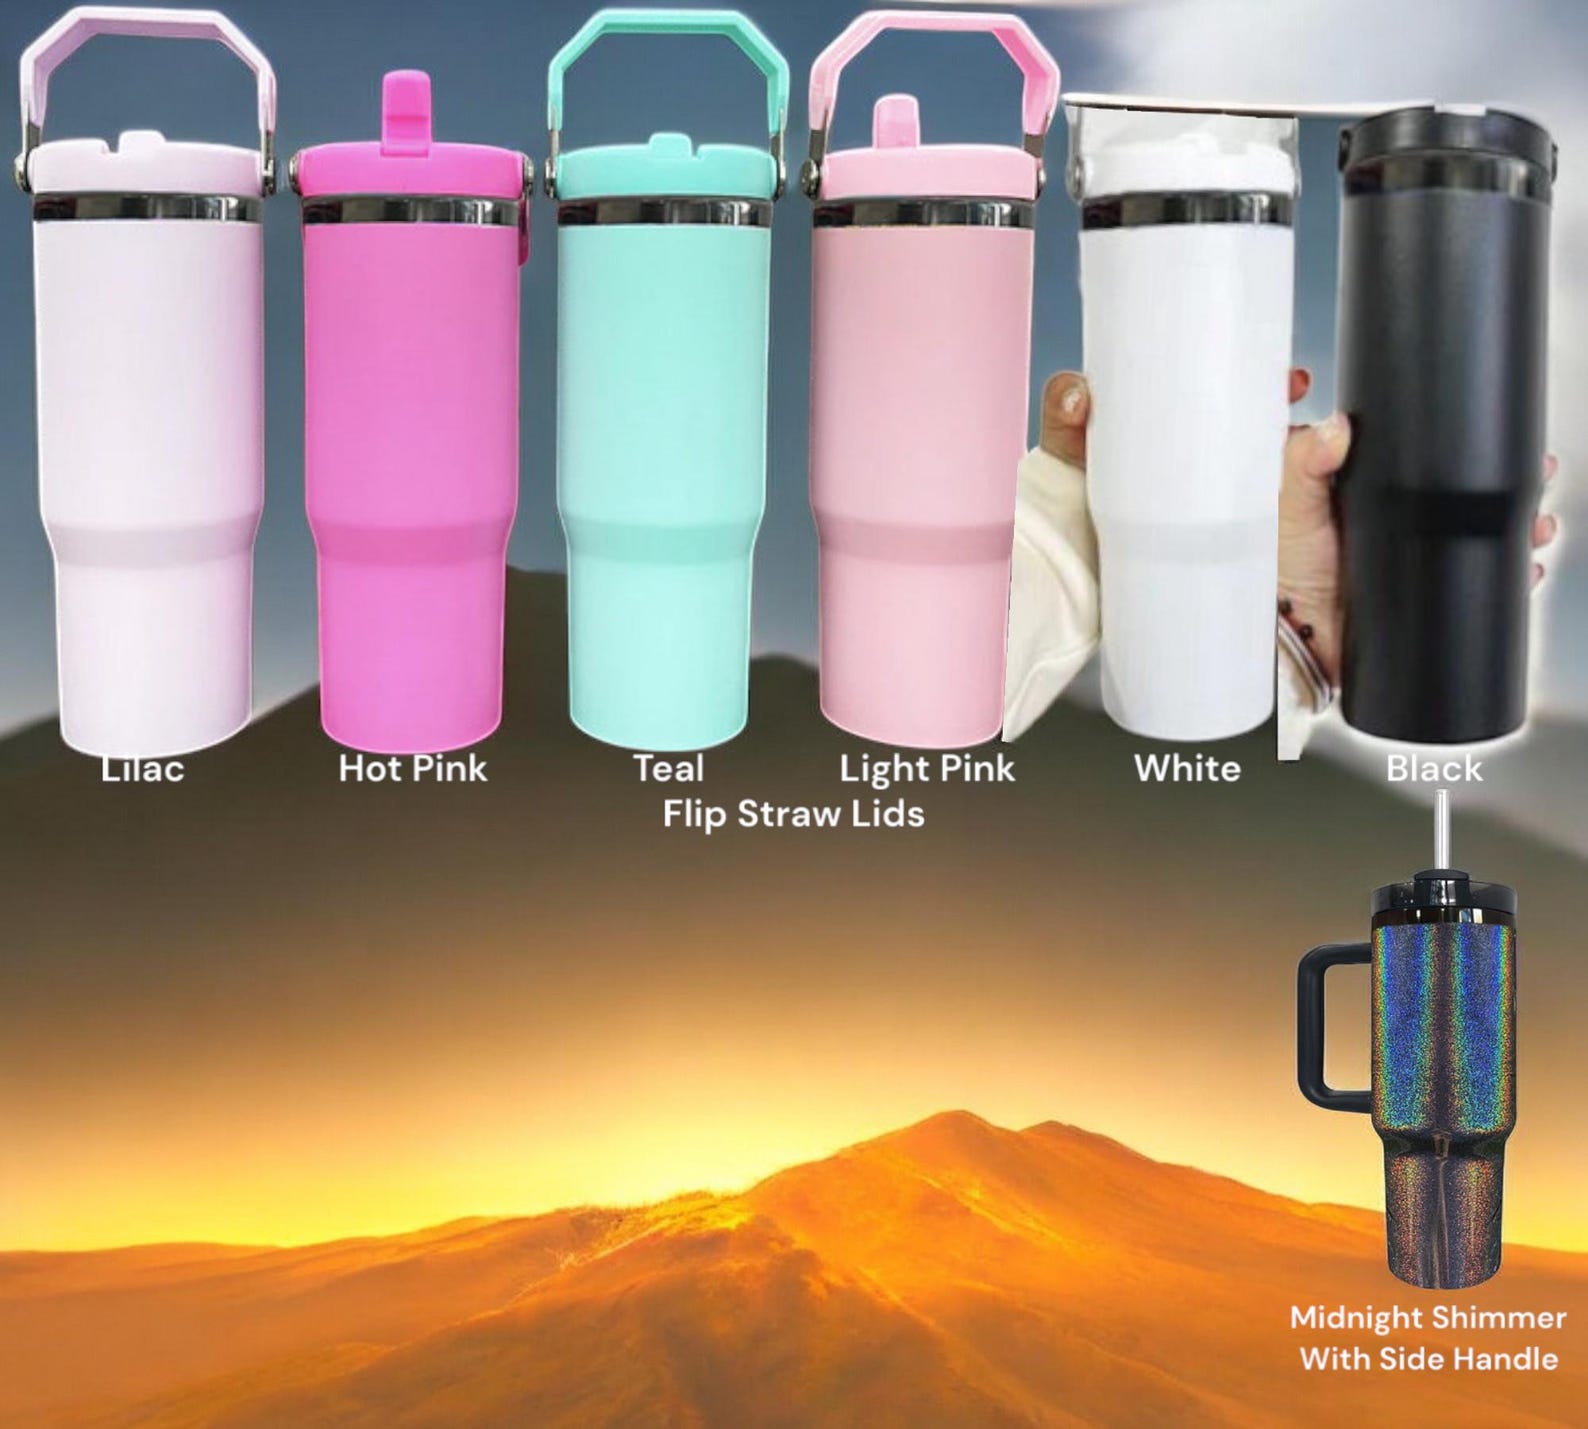 Lilac
Hot Pink
Teal
Light Pink
White
Black
Flip Straw Lids
Midnight Shimmer
With Side Handle